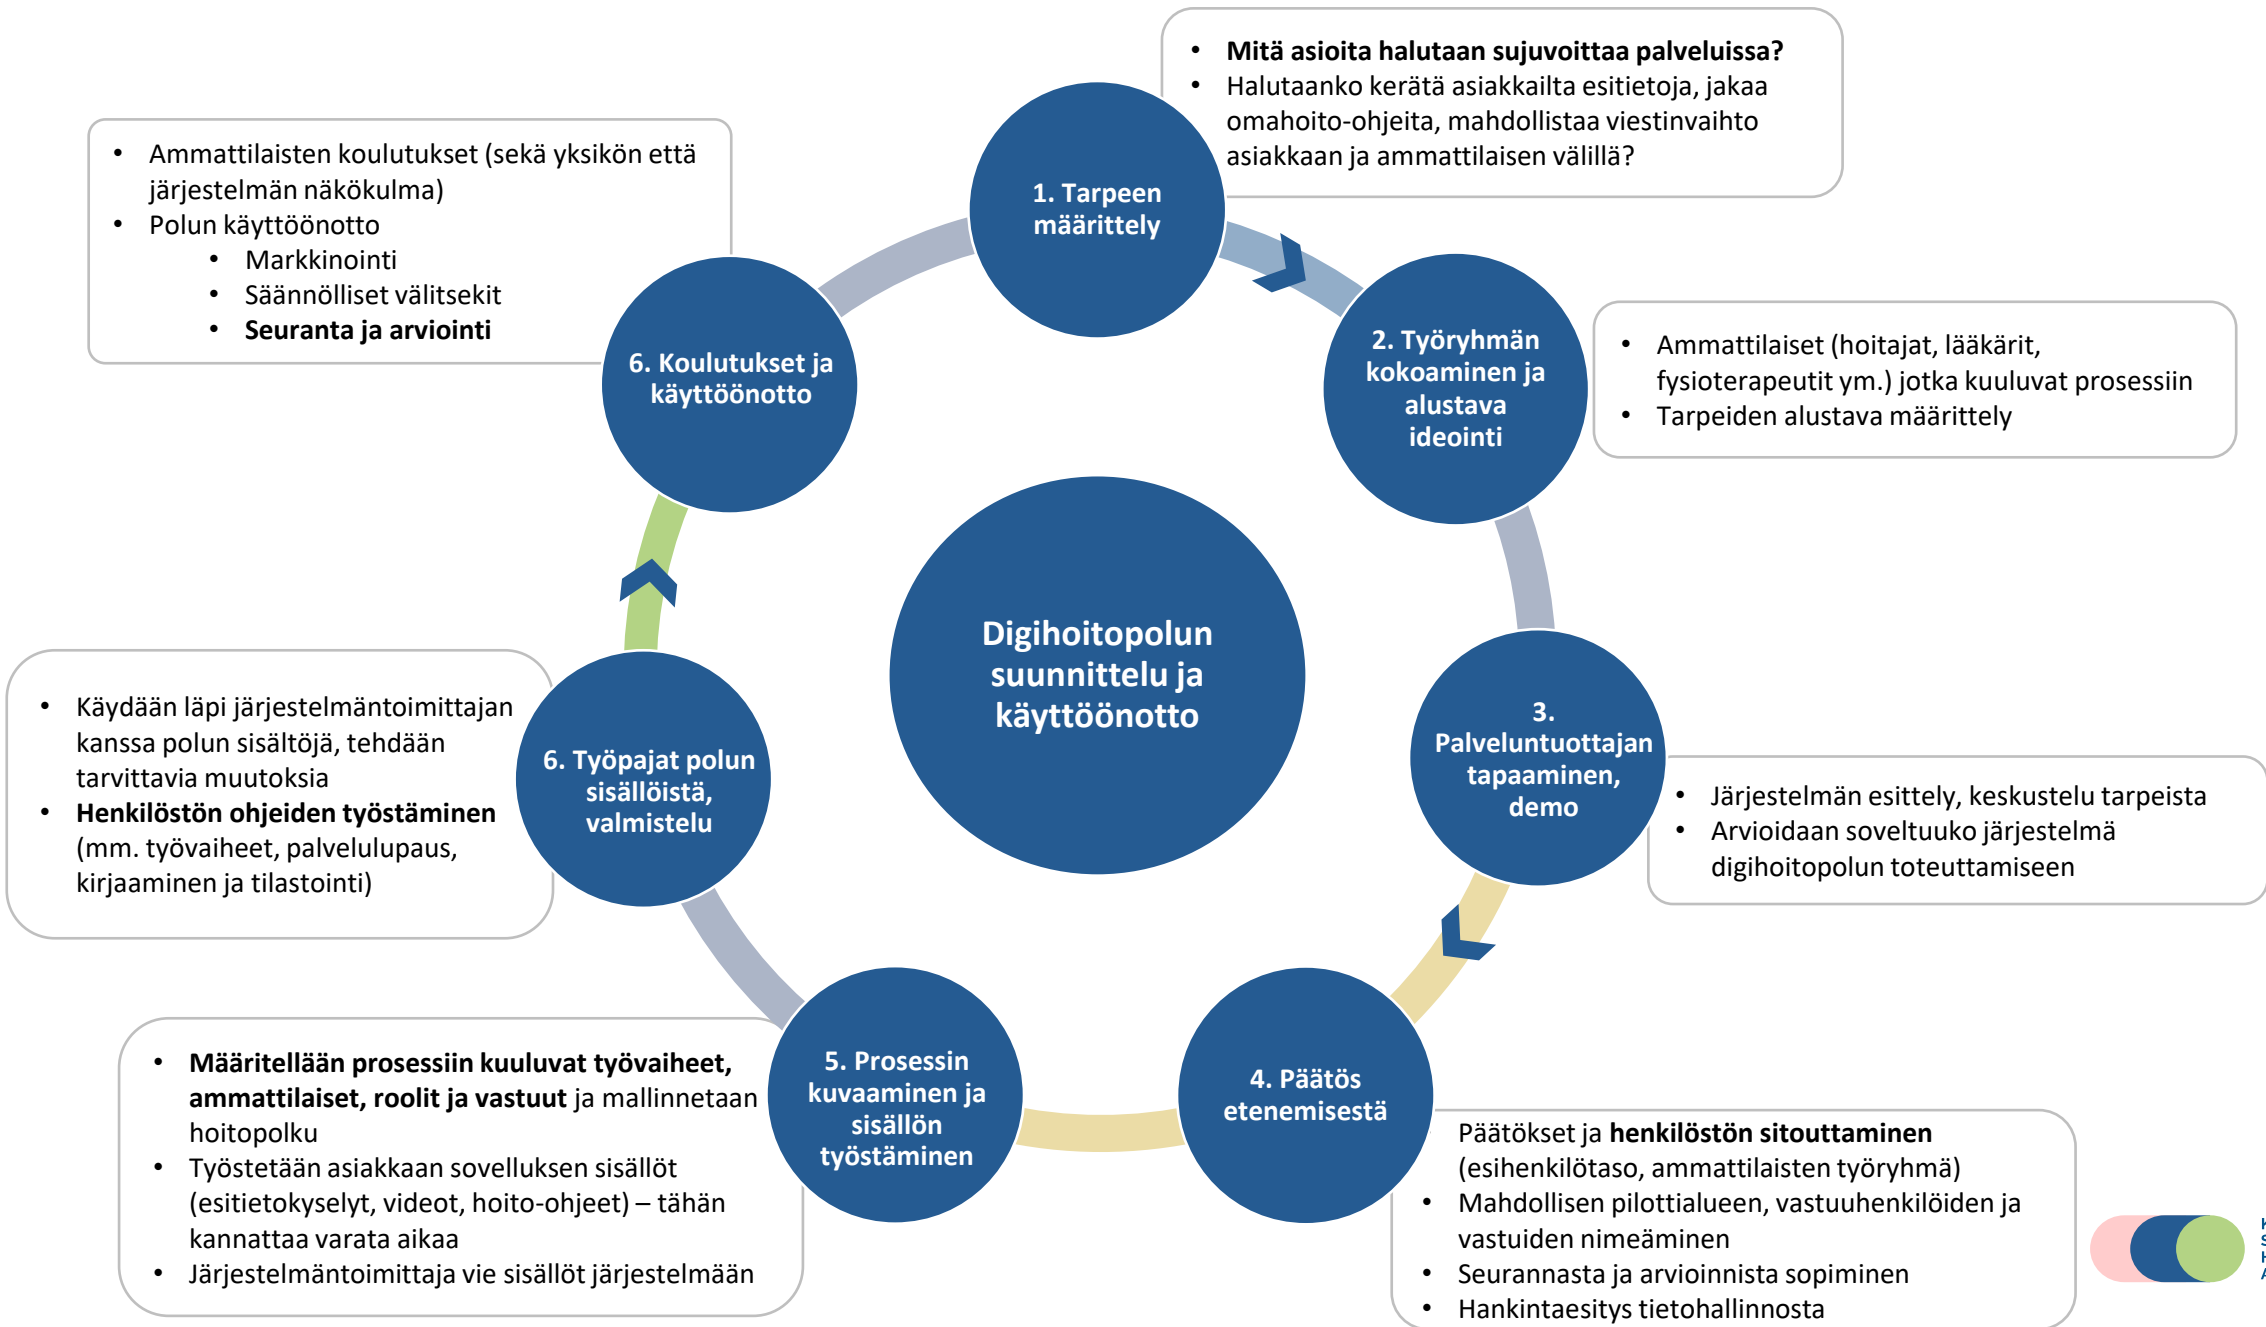 • Mitä asioita halutaan sujuvoittaa palveluissa?
• Halutaanko kerätä asiakkailta esitietoja, jakaa
omahoito-ohjeita, mahdollistaa viestinvaihto
asiakkaan ja ammattilaisen välillä?
1. Tarpeen
määrittely
2. Työryhmän
kokoaminen ja
alustava
ideointi
• Ammattilaiset (hoitajat, lääkärit,
fysioterapeutit ym.) jotka kuuluvat prosessiin
• Tarpeiden alustava määrittely
3.
Palveluntuottajan
tapaaminen,
demo
• Järjestelmän esittely, keskustelu tarpeista
• Arvioidaan soveltuuko järjestelmä
digihoitopolun toteuttamiseen
4. Päätös
etenemisestä
Päätökset ja henkilöstön sitouttaminen
(esihenkilötaso, ammattilaisten työryhmä)
• Mahdollisen pilottialueen, vastuuhenkilöiden ja
vastuiden nimeäminen
• Seurannasta ja arvioinnista sopiminen
• Hankintaesitys tietohallinnosta
5. Prosessin
kuvaaminen ja
sisällön
työstäminen
• Määritellään prosessiin kuuluvat työvaiheet,
ammattilaiset, roolit ja vastuut ja mallinnetaan
hoitopolku
• Työstetään asiakkaan sovelluksen sisällöt
(esitietokyselyt, videot, hoito-ohjeet) – tähän
kannattaa varata aikaa
• Järjestelmäntoimittaja vie sisällöt järjestelmään
6. Työpajat polun
sisällöistä,
valmistelu
• Käydään läpi järjestelmäntoimittajan
kanssa polun sisältöjä, tehdään
tarvittavia muutoksia
• Henkilöstön ohjeiden työstäminen
(mm. työvaiheet, palvelulupaus,
kirjaaminen ja tilastointi)
6. Koulutukset ja
käyttöönotto
• Ammattilaisten koulutukset (sekä yksikön että
järjestelmän näkökulma)
• Polun käyttöönotto
• Markkinointi
• Säännölliset välitsekit
• Seuranta ja arviointi
Digihoitopolun
suunnittelu ja
käyttöönotto